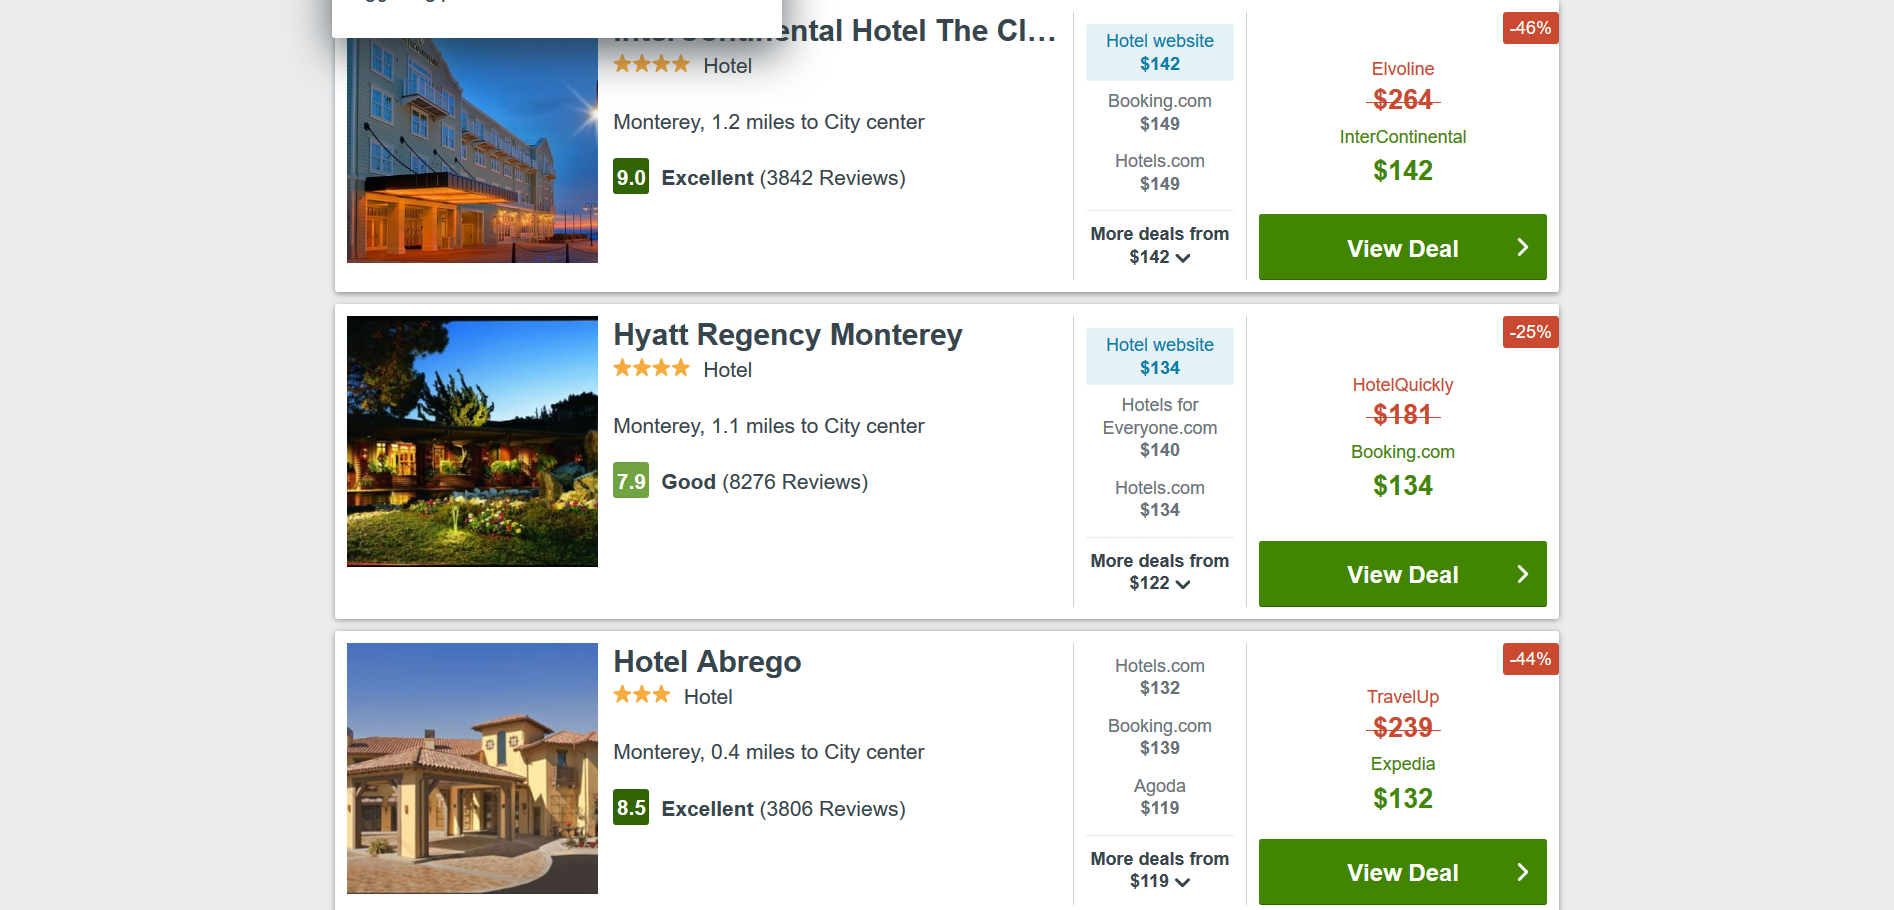 ental Hotel The Cl...
Hotel
Monterey, 1.2 miles to City center
9.0 Excellent (3842 Reviews)
Hotel website
$142
Booking.com
$149
Hotels.com
$149
More deals from
$142
-46%
Elvoline
$264
InterContinental
$142
View Deal
Hyatt Regency Monterey
Hotel
Monterey, 1.1 miles to City center
7.9 Good (8276 Reviews)
Hotel website
$134
Hotels for
Everyone.com
$140
Hotels.com
$134
More deals from
$122
-25%
HotelQuickly
$181
Booking.com
$134
View Deal
Hotel Abrego
Hotel
Monterey, 0.4 miles to City center
8.5 Excellent (3806 Reviews)
Hotels.com
$132
Booking.com
$139
Agoda
$119
More deals from
$119
-44%
TravelUp
$239
Expedia
$132
View Deal